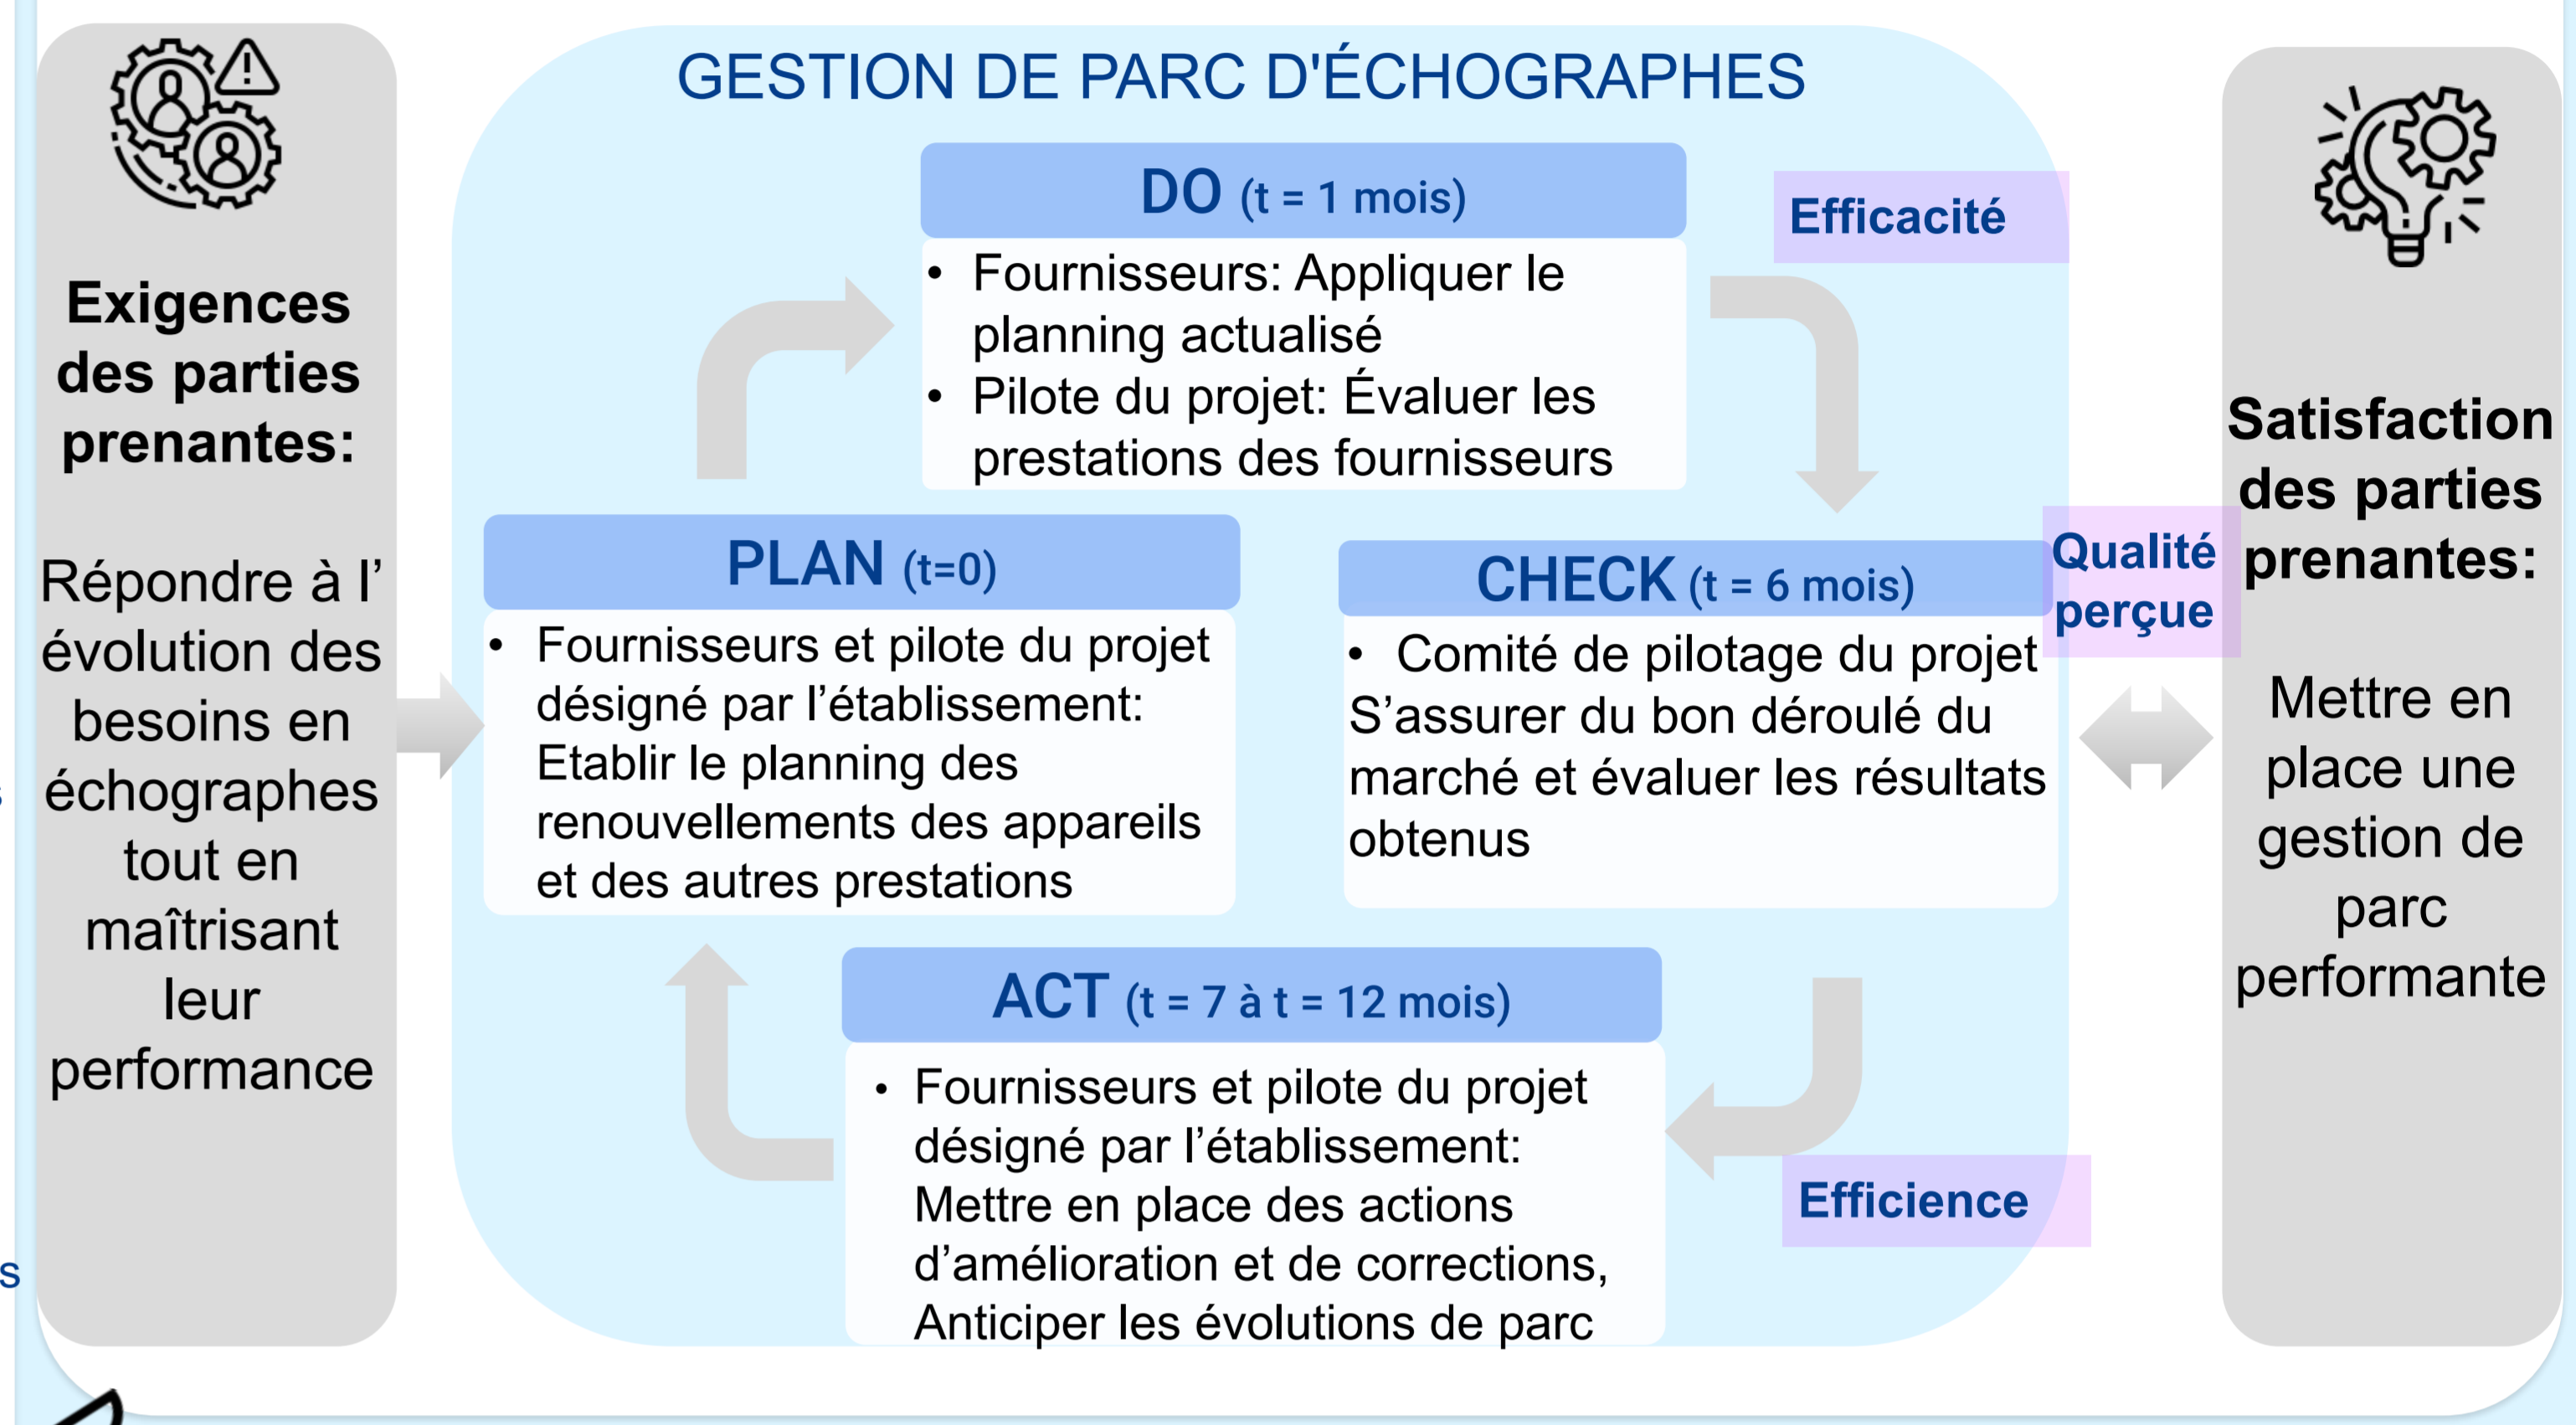 Exigences
des parties
prenantes:
Répondre à l’
évolution des
besoins en
échographes
tout en
maîtrisant
leur
performance
GESTION DE PARC D'ÉCHOGRAPHES
DO (t = 1 mois)
• Fournisseurs: Appliquer le
planning actualisé
• Pilote du projet: Évaluer les
prestations des fournisseurs
Efficacité
PLAN (t=0)
• Fournisseurs et pilote du projet
désigné par l’établissement:
Etablir le planning des
renouvellements des appareils
et des autres prestations
CHECK (t = 6 mois)
• Comité de pilotage du projet
S’assurer du bon déroulé du
marché et évaluer les résultats
obtenus
Qualité
perçue
ACT (t = 7 à t = 12 mois)
• Fournisseurs et pilote du projet
désigné par l’établissement:
Mettre en place des actions
d’amélioration et de corrections,
Anticiper les évolutions de parc
Efficience
Satisfaction
des parties
prenantes:
Mettre en
place une
gestion de
parc
performante